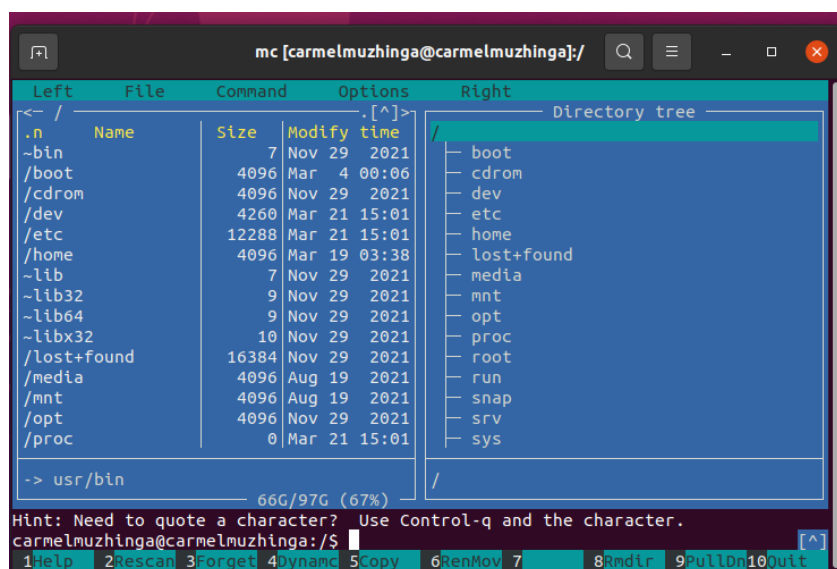 mc [carmelmuzhinga@carmelmuzhinga]:/
Left File Command Options Right
<─ / .[^]>
.n Name Size Modify time
~bin 7 Nov 29 2021
/boot 4096 Mar 4 00:06
/cdrom 4096 Nov 29 2021
/dev 4260 Mar 21 15:01
/etc 12288 Mar 21 15:01
/home 4096 Mar 19 03:38
~lib 7 Nov 29 2021
~lib32 9 Nov 29 2021
~lib64 9 Nov 29 2021
~libx32 10 Nov 29 2021
/lost+found 16384 Nov 29 2021
/media 4096 Aug 19 2021
/mnt 4096 Aug 19 2021
/opt 4096 Nov 29 2021
/proc 0 Mar 21 15:01
-> usr/bin
66G/97G (67%)
Directory tree
/
boot
cdrom
dev
etc
home
lost+found
media
mnt
opt
proc
root
run
snap
srv
sys
/
Hint: Need to quote a character? Use Control-q and the character.
carmelmuzhinga@carmelmuzhinga:/$ [^]
1Help 2Rescan 3Forget 4Dynamc 5Copy 6RenMov 7 8Rmdir 9PullDn 10Quit